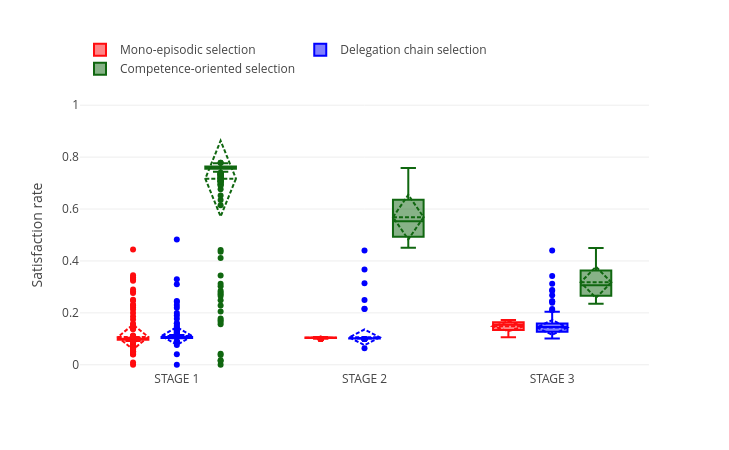 Mono-episodic selection
Delegation chain selection
Competence-oriented selection
1
0.8
0.6
0.4
0.2
0
Satisfaction rate
STAGE 1
STAGE 2
STAGE 3